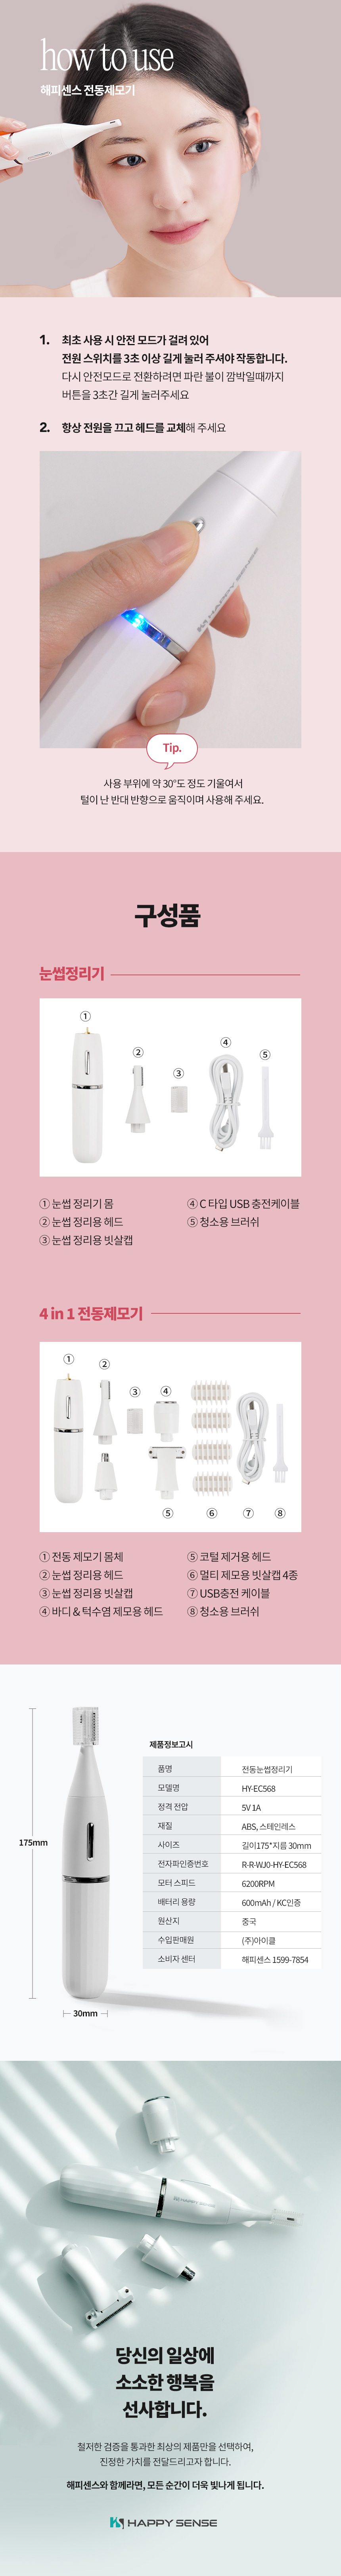 how to use
해피센스 전동제모기
1. 최초 사용 시 안전 모드가 걸려 있어
전원 스위치를 3초 이상 길게 눌러 주셔야 작동합니다.
다시 안전모드로 전환하려면 파란 불이 깜박일때까지
버튼을 3초간 길게 눌러주세요
2. 항상 전원을 끄고 헤드를 교체해 주세요
Tip.
사용 부위에 약 30°도 정도 기울여서
털이 난 반대 반향으로 움직이며 사용해 주세요.
구성품
눈썹정리기
①
②
③
④
⑤
① 눈썹 정리기 몸
② 눈썹 정리용 헤드
③ 눈썹 정리용 빗살캡
④ C 타입 USB 충전케이블
⑤ 청소용 브러쉬
4 in 1 전동제모기
①
②
③
④
⑤
⑥
⑦
⑧
① 전동 제모기 몸체
② 눈썹 정리용 헤드
③ 눈썹 정리용 빗살캡
④ 바디 & 턱수염 제모용 헤드
⑤ 코털 제거용 헤드
⑥ 멀티 제모용 빗살캡 4종
⑦ USB충전 케이블
⑧ 청소용 브러쉬
175mm
30mm
제품정보고시
품명 전동눈썹정리기
모델명 HY-EC568
정격 전압 5V 1A
재질 ABS, 스테인레스
사이즈 길이175*지름 30mm
전자파인증번호 R-R-WJ0-HY-EC568
모터 스피드 6200RPM
배터리 용량 600mAh / KC인증
원산지 중국
수입판매원 (주)아이클
소비자 센터 해피센스 1599-7854
당신의 일상에
소소한 행복을
선사합니다.
철저한 검증을 통과한 최상의 제품만을 선택하여,
진정한 가치를 전달드리고자 합니다.
해피센스와 함께라면, 모든 순간이 더욱 빛나게 됩니다.
HAPPY SENSE